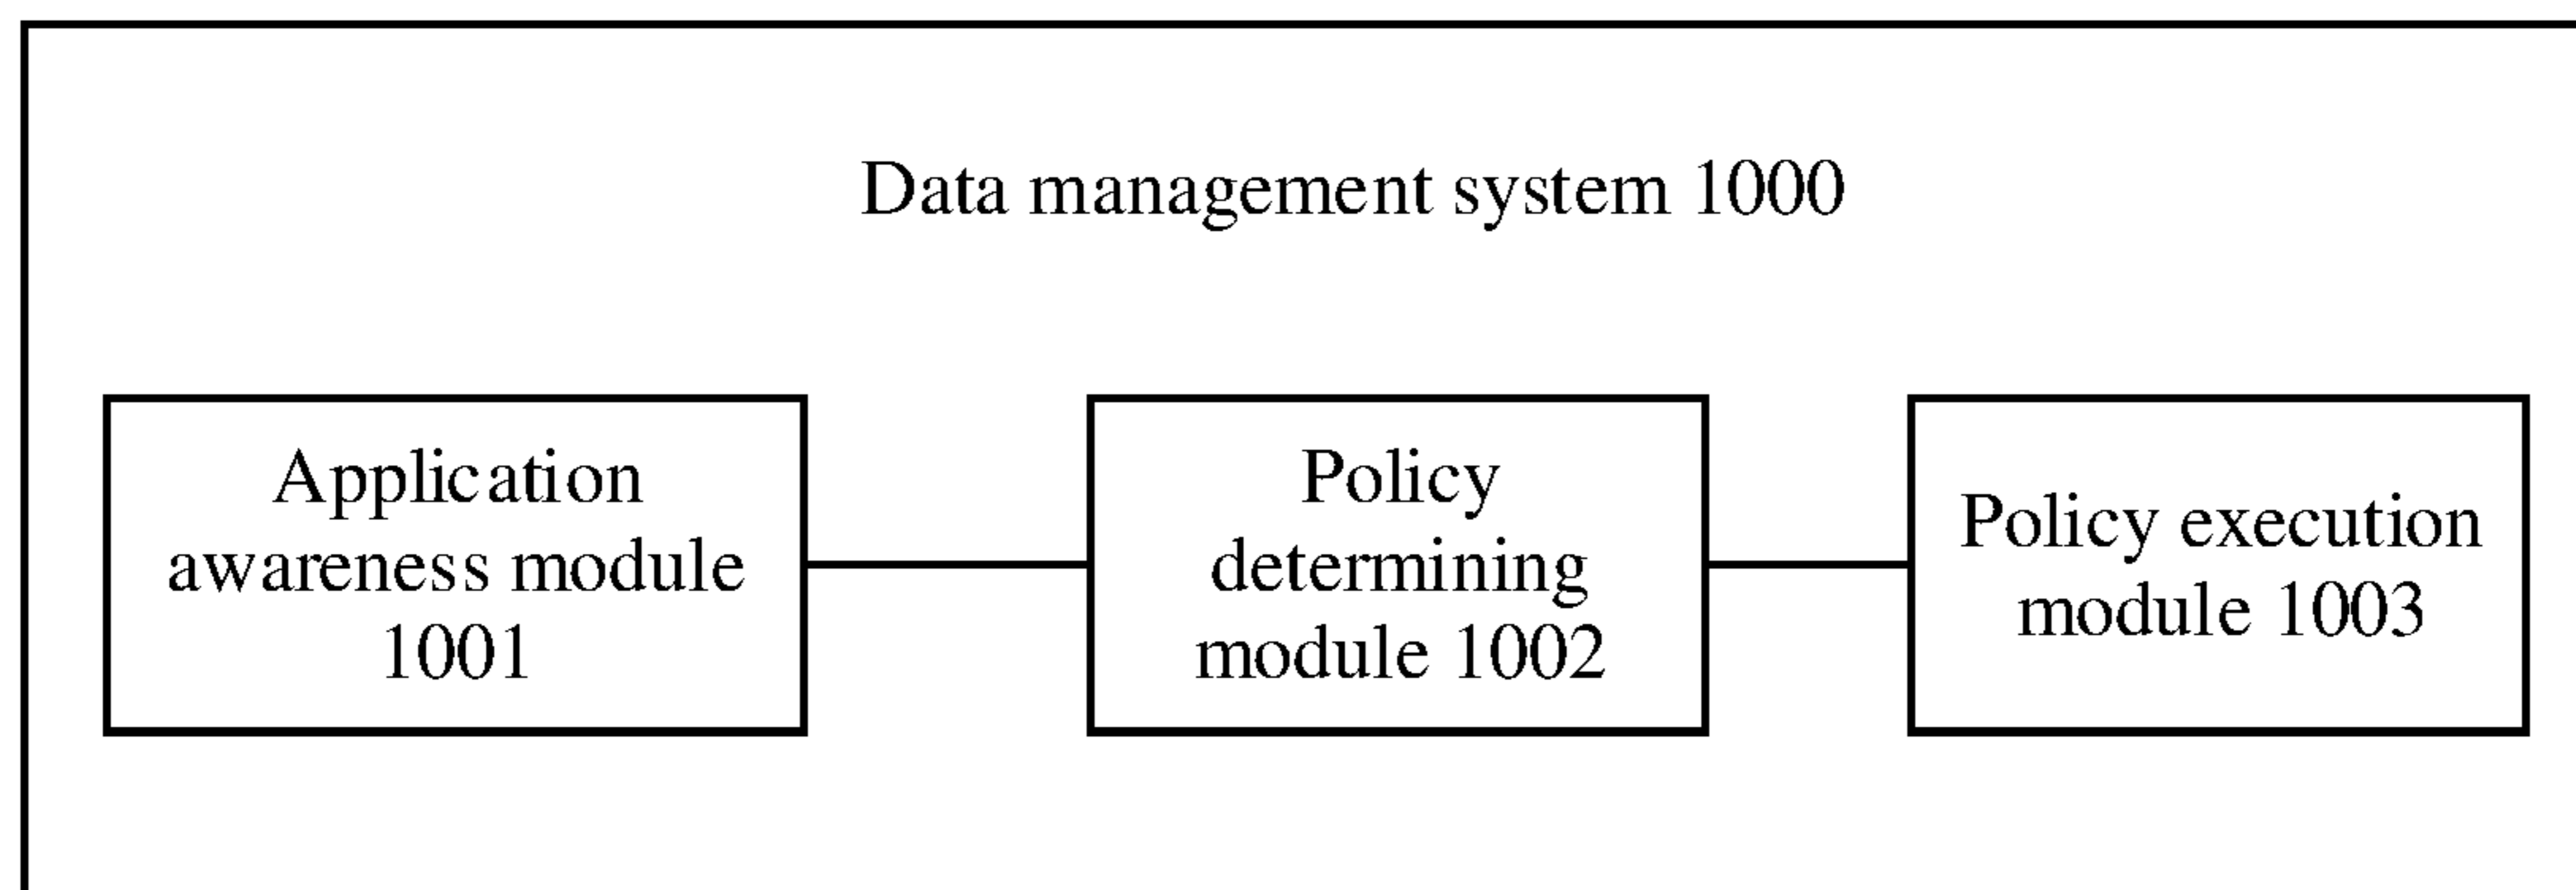 Data management system 1000
Application
awareness module
1001
Policy
determining
module 1002
Policy execution
module 1003